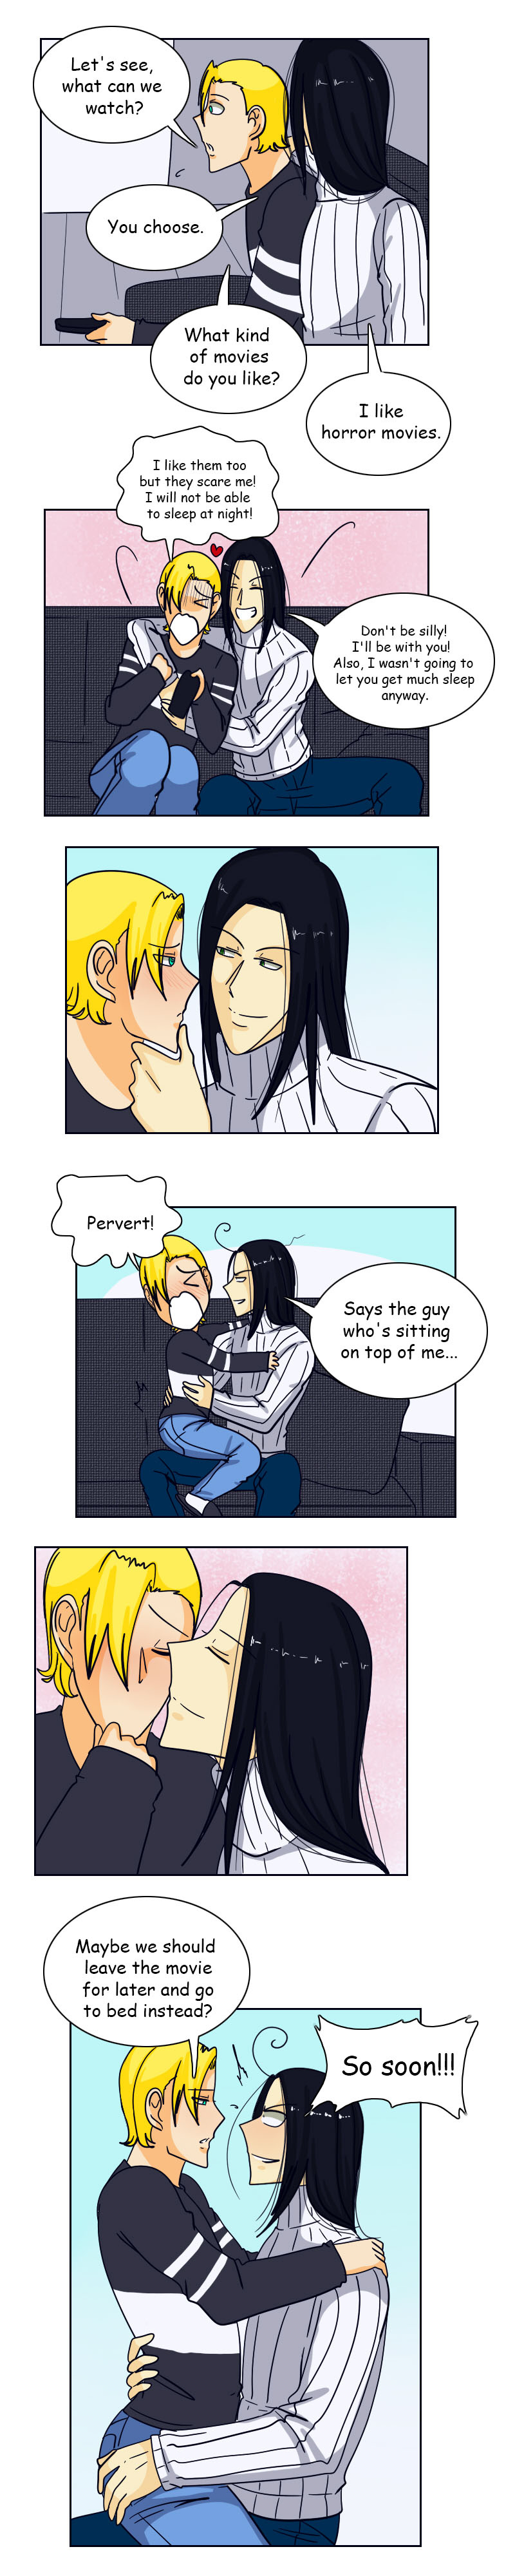 Let's see,
what can we
watch?
You choose.
What kind
of movies
do you like?
I like
horror movies.
I like them too
but they scare me!
I will not be able
to sleep at night!
Don't be silly!
I'll be with you!
Also, I wasn't going to
let you get much sleep
anyway.
Pervert!
Says the guy
who's sitting
on top of me...
Maybe we should
leave the movie
for later and go
to bed instead?
So soon!!!